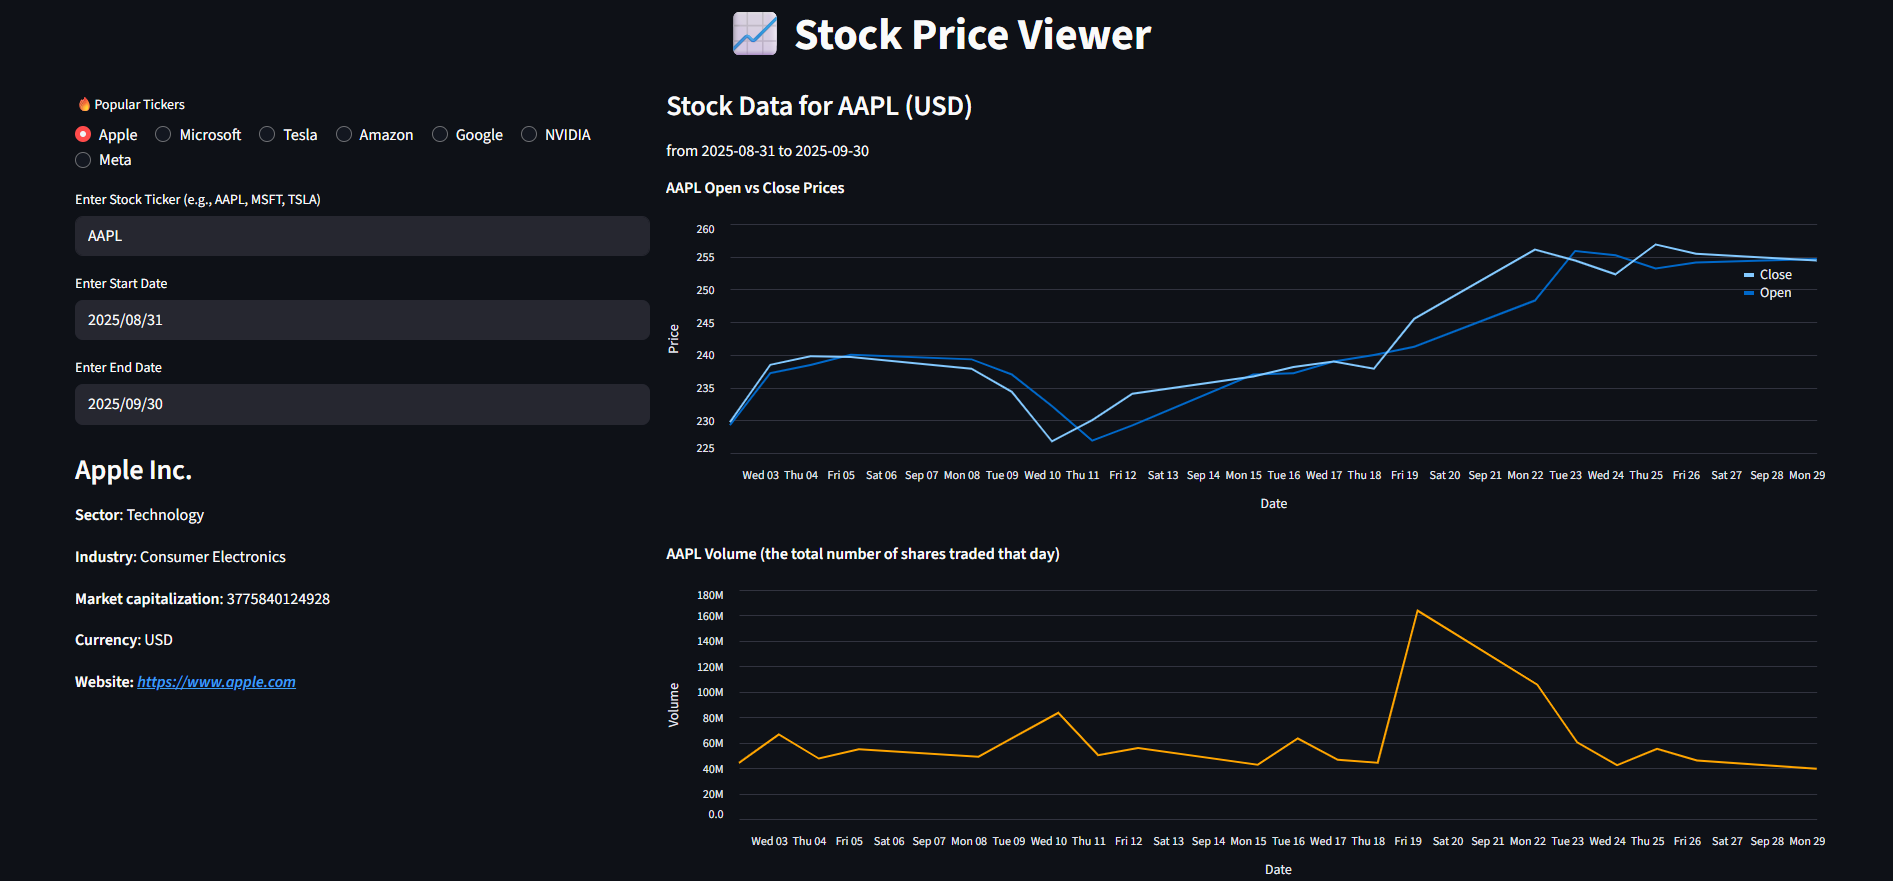 Stock Price Viewer
Popular Tickers
Apple Microsoft Tesla Amazon Google NVIDIA
Meta
Enter Stock Ticker (e.g., AAPL, MSFT, TSLA)
AAPL
Enter Start Date
2025/08/31
Enter End Date
2025/09/30
Apple Inc.
Sector: Technology
Industry: Consumer Electronics
Market capitalization: 3775840124928
Currency: USD
Website: https://www.apple.com
Stock Data for AAPL (USD)
from 2025-08-31 to 2025-09-30
AAPL Open vs Close Prices
260
255
250
245
240
235
230
225
Price
Close
Open
Wed 03 Thu 04 Fri 05 Sat 06 Sep 07 Mon 08 Tue 09 Wed 10 Thu 11 Fri 12 Sat 13 Sep 14 Mon 15 Tue 16 Wed 17 Thu 18 Fri 19 Sat 20 Sep 21 Mon 22 Tue 23 Wed 24 Thu 25 Fri 26 Sat 27 Sep 28 Mon 29
Date
AAPL Volume (the total number of shares traded that day)
180M
160M
140M
120M
100M
80M
60M
40M
20M
0.0
Volume
Wed 03 Thu 04 Fri 05 Sat 06 Sep 07 Mon 08 Tue 09 Wed 10 Thu 11 Fri 12 Sat 13 Sep 14 Mon 15 Tue 16 Wed 17 Thu 18 Fri 19 Sat 20 Sep 21 Mon 22 Tue 23 Wed 24 Thu 25 Fri 26 Sat 27 Sep 28 Mon 29
Date